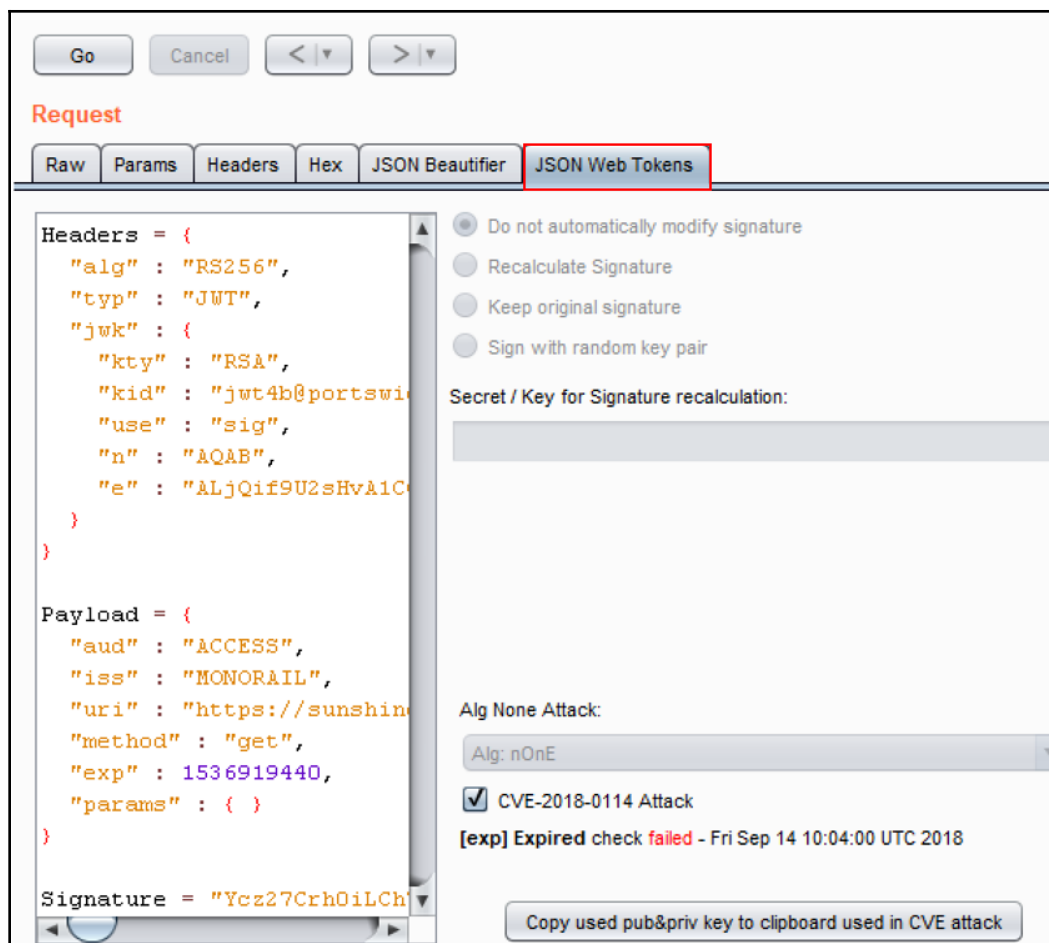 Go Cancel < >
Request
Raw Params Headers Hex JSON Beautifier JSON Web Tokens
Headers = {
"alg" : "RS256",
"typ" : "JWT",
"jwk" : {
"kty" : "RSA",
"kid" : "jwt4b@portswi
"use" : "sig",
"n" : "AQAB",
"e" : "ALjQif9U2sHvA1C
}
}
Payload = {
"aud" : "ACCESS",
"iss" : "MONORAIL",
"uri" : "https://sunshin
"method" : "get",
"exp" : 1536919440,
"params" : { }
}
Signature = "Ycz27CrhOiLCh
Do not automatically modify signature
Recalculate Signature
Keep original signature
Sign with random key pair
Secret / Key for Signature recalculation:
Alg None Attack:
Alg: nOnE
CVE-2018-0114 Attack
[exp] Expired check failed - Fri Sep 14 10:04:00 UTC 2018
Copy used pub&priv key to clipboard used in CVE attack